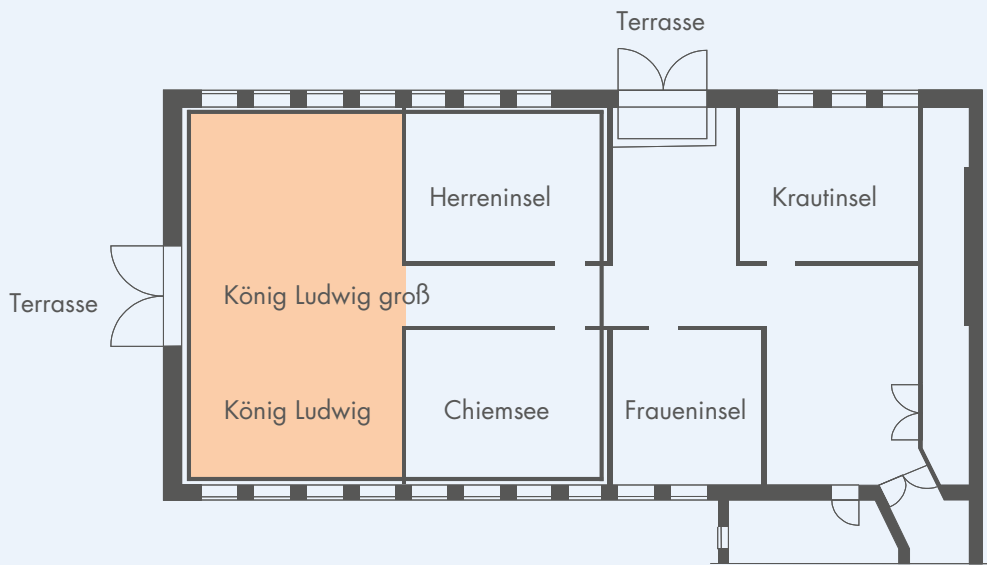 Terrasse
Herreninsel
Krautinsel
Terrasse
König Ludwig groß
König Ludwig
Chiemsee
Fraueninsel